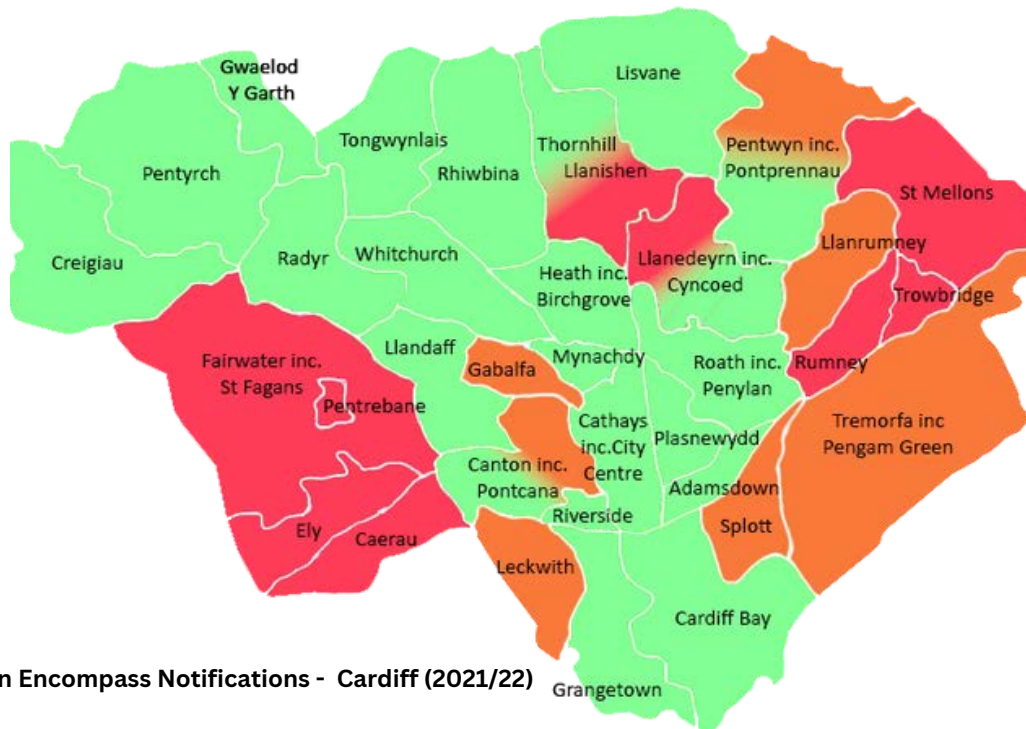 Gwaelod
Y Garth
Lisvane
Tongwynlais
Thornhill
Llanishen
Pentwyn inc.
Pontprennau
Pentyrch
Rhiwbina
St Mellons
Creigiau
Radyr
Whitchurch
Heath inc.
Birchgrove
Llanedeyrn inc.
Cyncoed
Llanrumney
Trowbridge
Fairwater inc.
St Fagans
Pentrebane
Llandaff
Gabalfa
Mynachdy
Roath inc.
Penylan
Rumney
Cathays
inc.City
Centre
Plasnewydd
Tremorfa inc
Pengam Green
Canton inc.
Pontcana
Riverside
Adamsdown
Splott
Ely
Caerau
Leckwith
Cardiff Bay
Grangetown
n Encompass Notifications - Cardiff (2021/22)